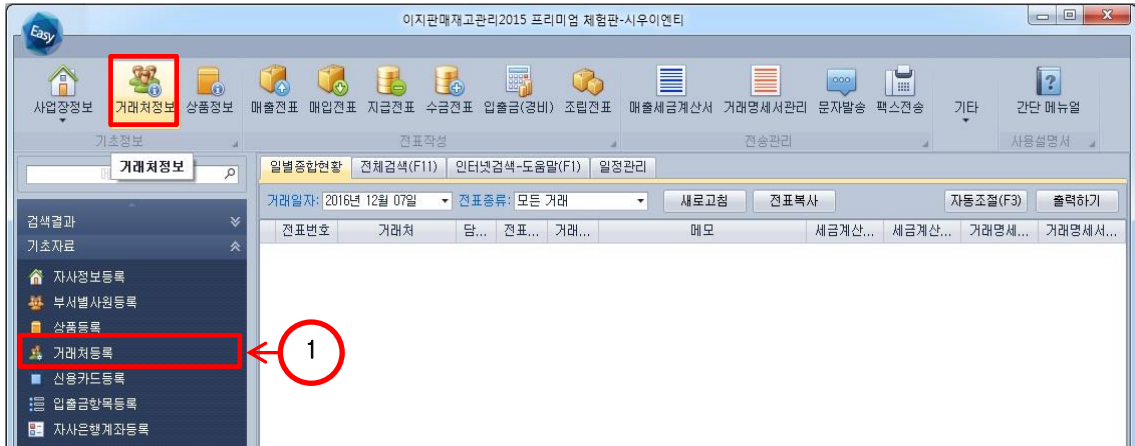 이지판매재고관리2015 프리미엄 체험판-시우이엔티
Easy
사업장정보 거래처정보 상품정보 매출전표 매입전표 지급전표 수금전표 입출금(경비) 조립전표 매출세금계산서 거래명세서관리 문자발송 팩스전송 기타 간단 메뉴얼
기초정보 전표작성 전송관리 사용설명서
거래처정보
일별종합현황 전체검색(F11) 인터넷검색-도움말(F1) 일정관리
거래일자: 2016년 12월 07일 전표종류: 모든 거래 새로고침 전표복사 자동조절(F3) 출력하기
전표번호 거래처 담... 전표... 거래... 메모 세금계산... 세금계산... 거래명세... 거래명세서...
검색결과
기초자료
자사정보등록
부서별사원등록
상품등록
거래처등록
1
신용카드등록
입출금항목등록
자사은행계좌등록